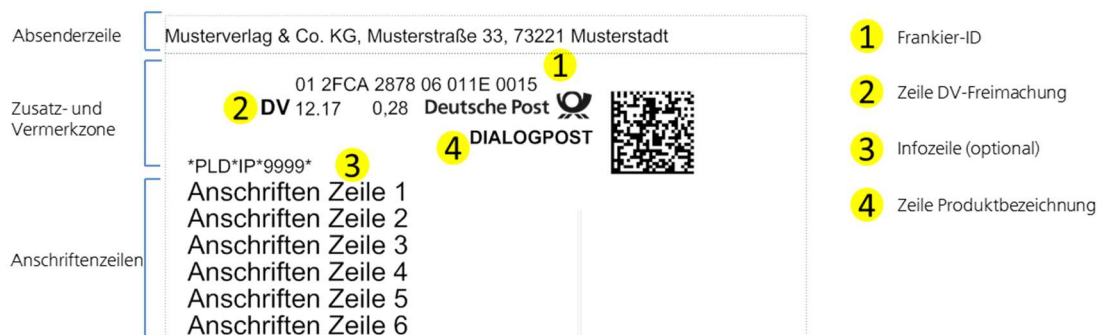 Absenderzeile
Musterverlag & Co. KG, Musterstraße 33, 73221 Musterstadt
1 Frankier-ID
01 2FCA 2878 06 011E 0015 1
2 DV 12.17 0,28 Deutsche Post
2 Zeile DV-Freimachung
Zusatz- und
Vermerkzone
4 DIALOGPOST
3 Infozeile (optional)
*PLD*IP*9999* 3
4 Zeile Produktbezeichnung
Anschriftenzeilen
Anschriften Zeile 1
Anschriften Zeile 2
Anschriften Zeile 3
Anschriften Zeile 4
Anschriften Zeile 5
Anschriften Zeile 6